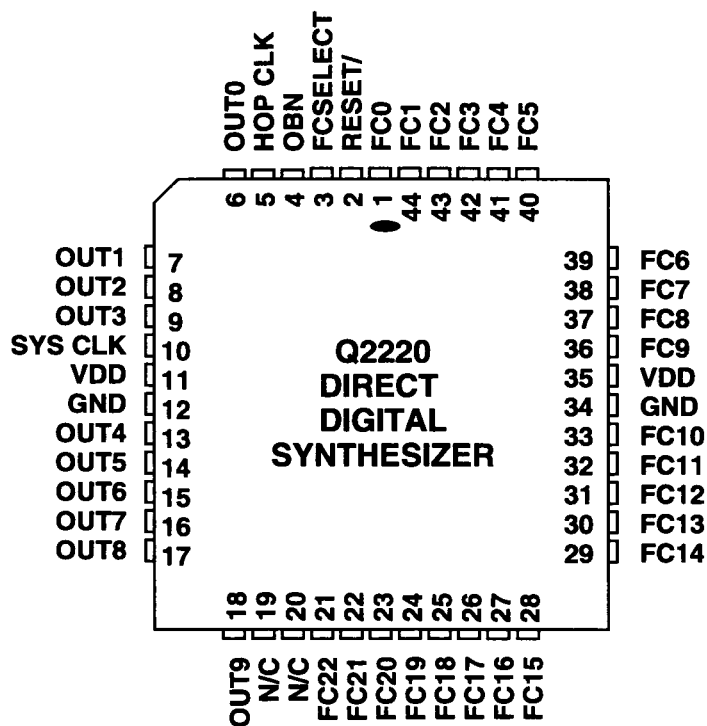 OUT0
HOP CLK
OBN
FCSELECT
RESET/
FC0
FC1
FC2
FC3
FC4
FC5
6
5
4
3
2
1
44
43
42
41
40
OUT1 7
OUT2 8
OUT3 9
SYS CLK 10
VDD 11
GND 12
OUT4 13
OUT5 14
OUT6 15
OUT7 16
OUT8 17
Q2220
DIRECT
DIGITAL
SYNTHESIZER
39 FC6
38 FC7
37 FC8
36 FC9
35 VDD
34 GND
33 FC10
32 FC11
31 FC12
30 FC13
29 FC14
18
19
20
21
22
23
24
25
26
27
28
OUT9
N/C
N/C
FC22
FC21
FC20
FC19
FC18
FC17
FC16
FC15